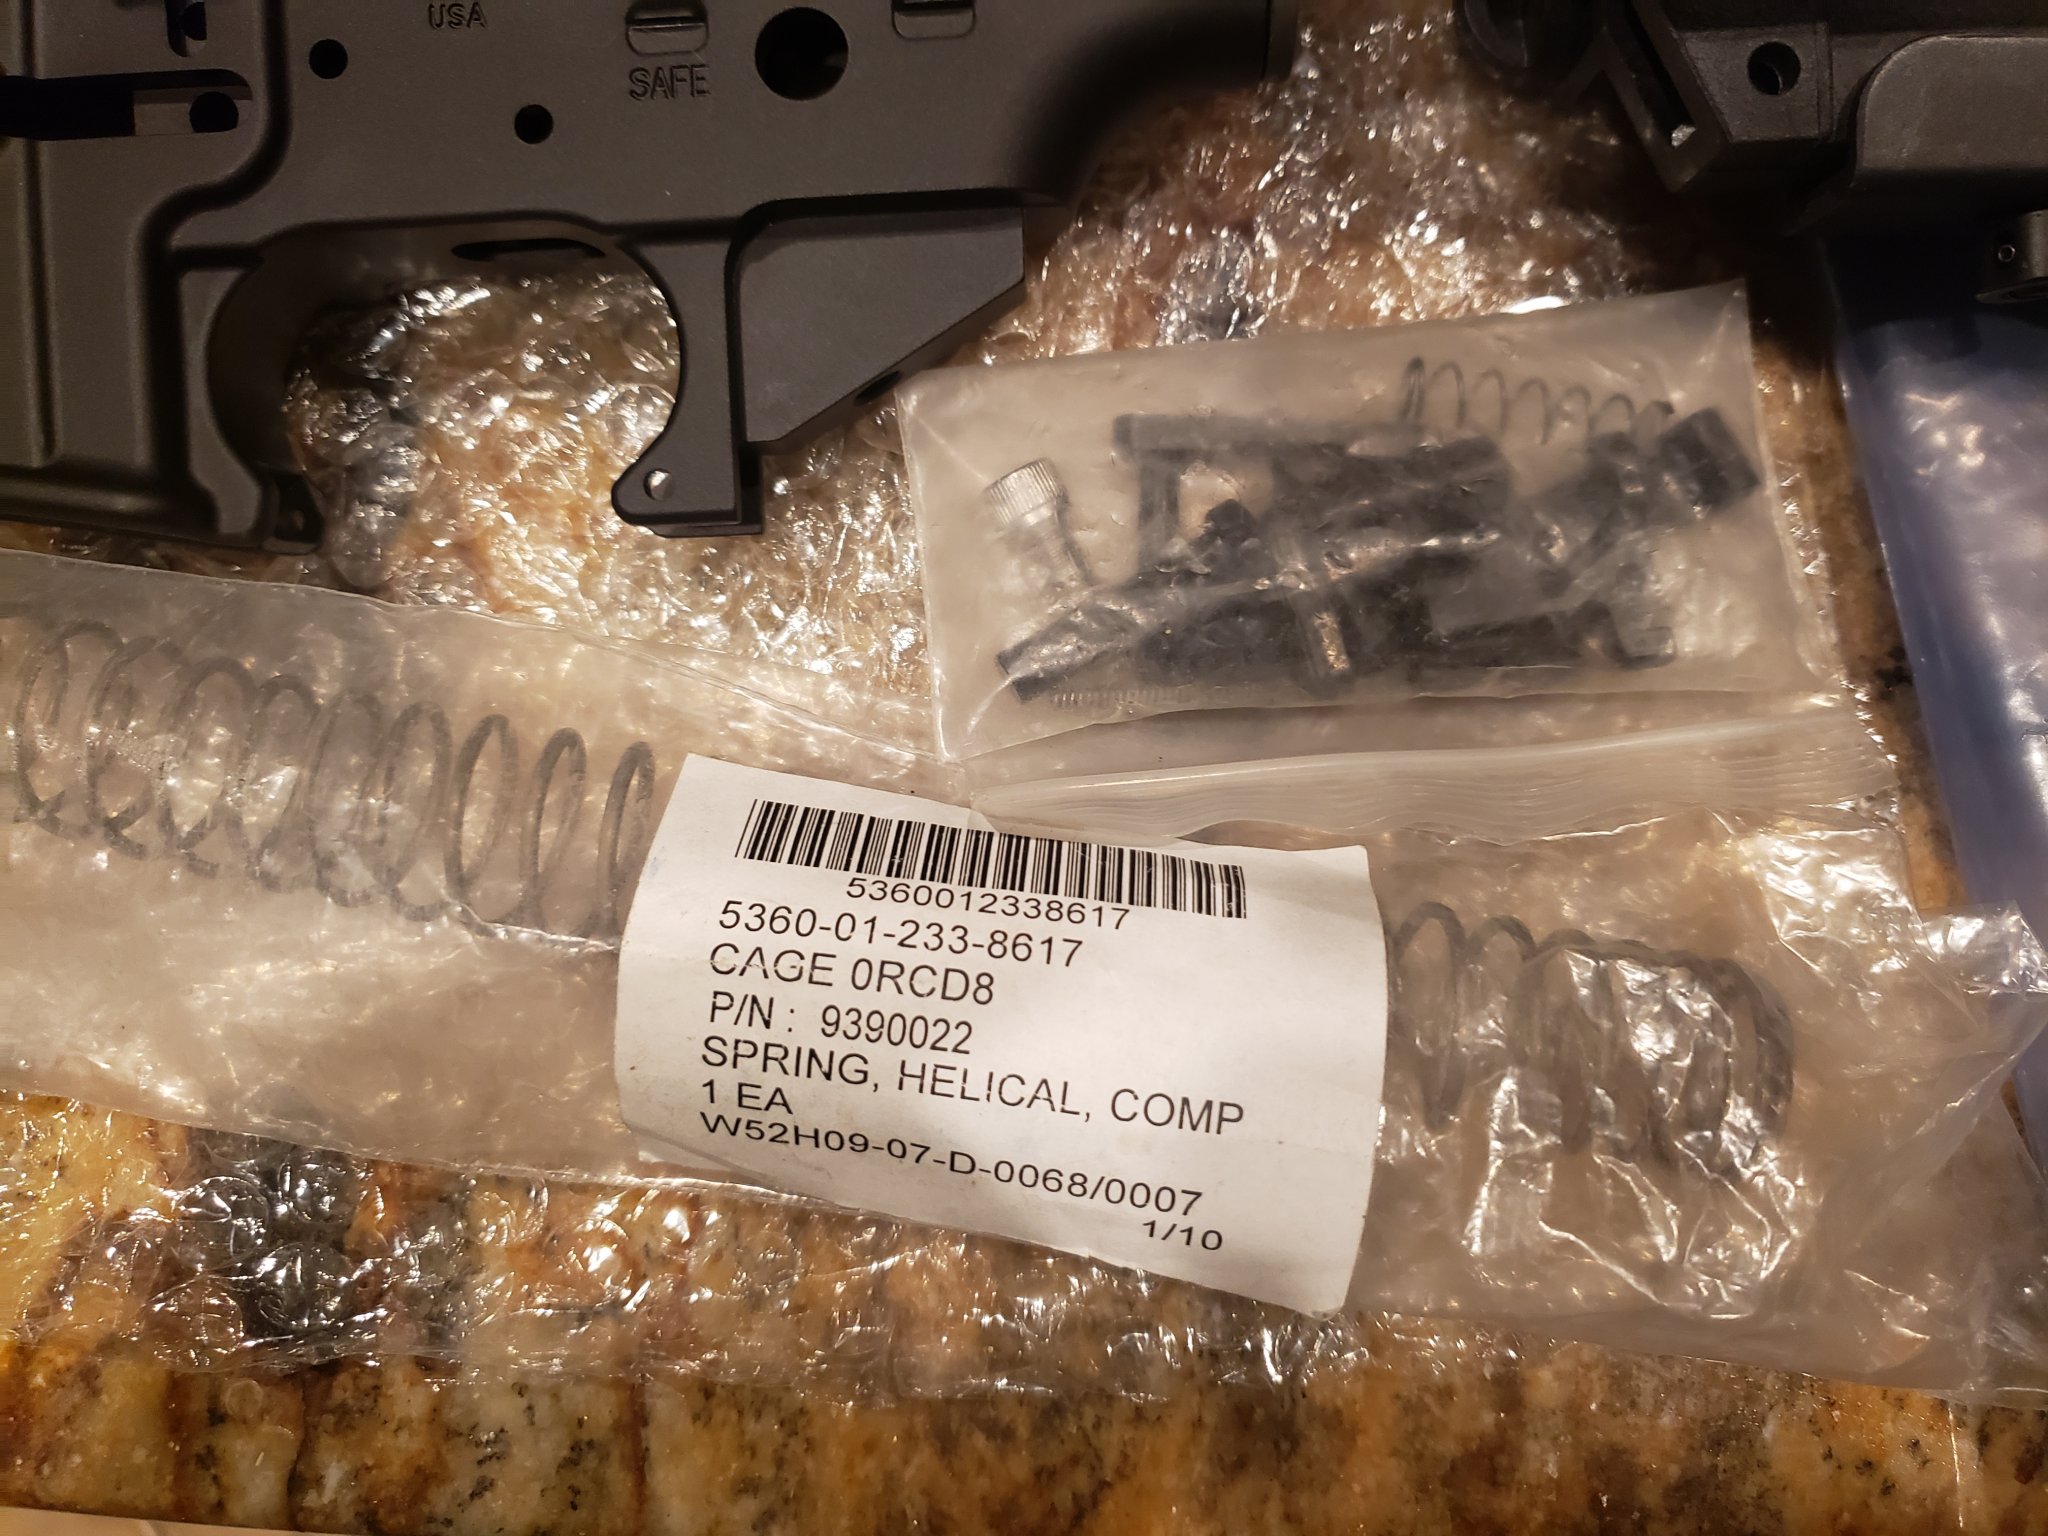 USA
SAFE
5360012338617
5360-01-233-8617
CAGE 0RCD8
P/N : 9390022
SPRING, HELICAL, COMP
1 EA
W52H09-07-D-0068/0007
1/10